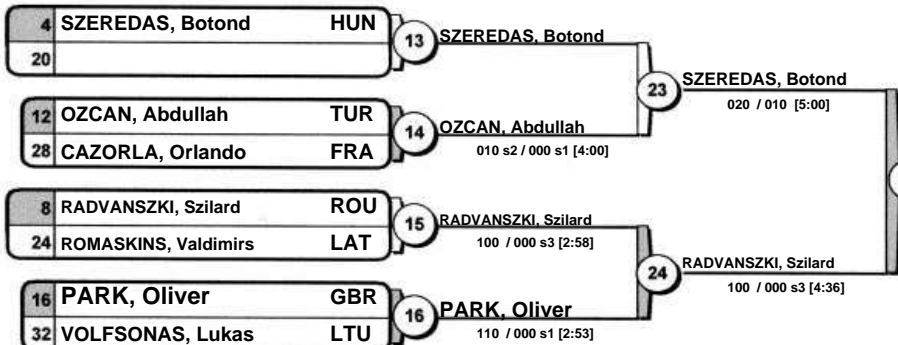 4 SZEREDAS, Botond HUN
20
13
SZEREDAS, Botond
12 OZCAN, Abdullah TUR
28 CAZORLA, Orlando FRA
14
OZCAN, Abdullah
010 s2 / 000 s1 [4:00]
23
SZEREDAS, Botond
020 / 010 [5:00]
8 RADVANSZKI, Szilard ROU
24 ROMASKINS, Valdimirs LAT
15
RADVANSZKI, Szilard
100 / 000 s3 [2:58]
16 PARK, Oliver GBR
32 VOLFSONAS, Lukas LTU
16
PARK, Oliver
110 / 000 s1 [2:53]
24
RADVANSZKI, Szilard
100 / 000 s3 [4:36]